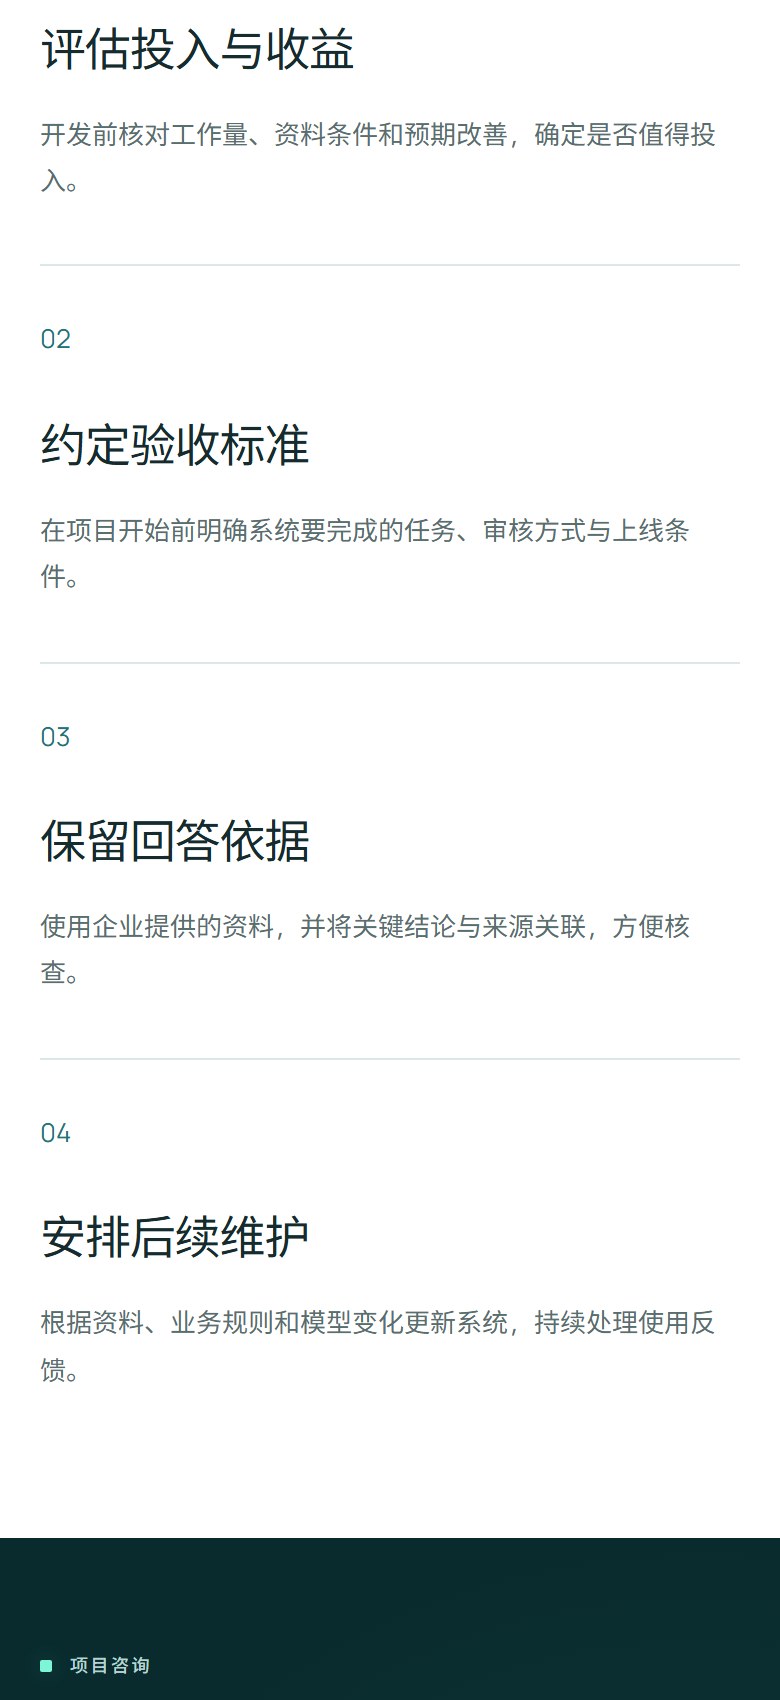 评估投入与收益
开发前核对工作量、资料条件和预期改善，确定是否值得投
入。
02
约定验收标准
在项目开始前明确系统要完成的任务、审核方式与上线条
件。
03
保留回答依据
使用企业提供的资料，并将关键结论与来源关联，方便核
查。
04
安排后续维护
根据资料、业务规则和模型变化更新系统，持续处理使用反
馈。
项目咨询